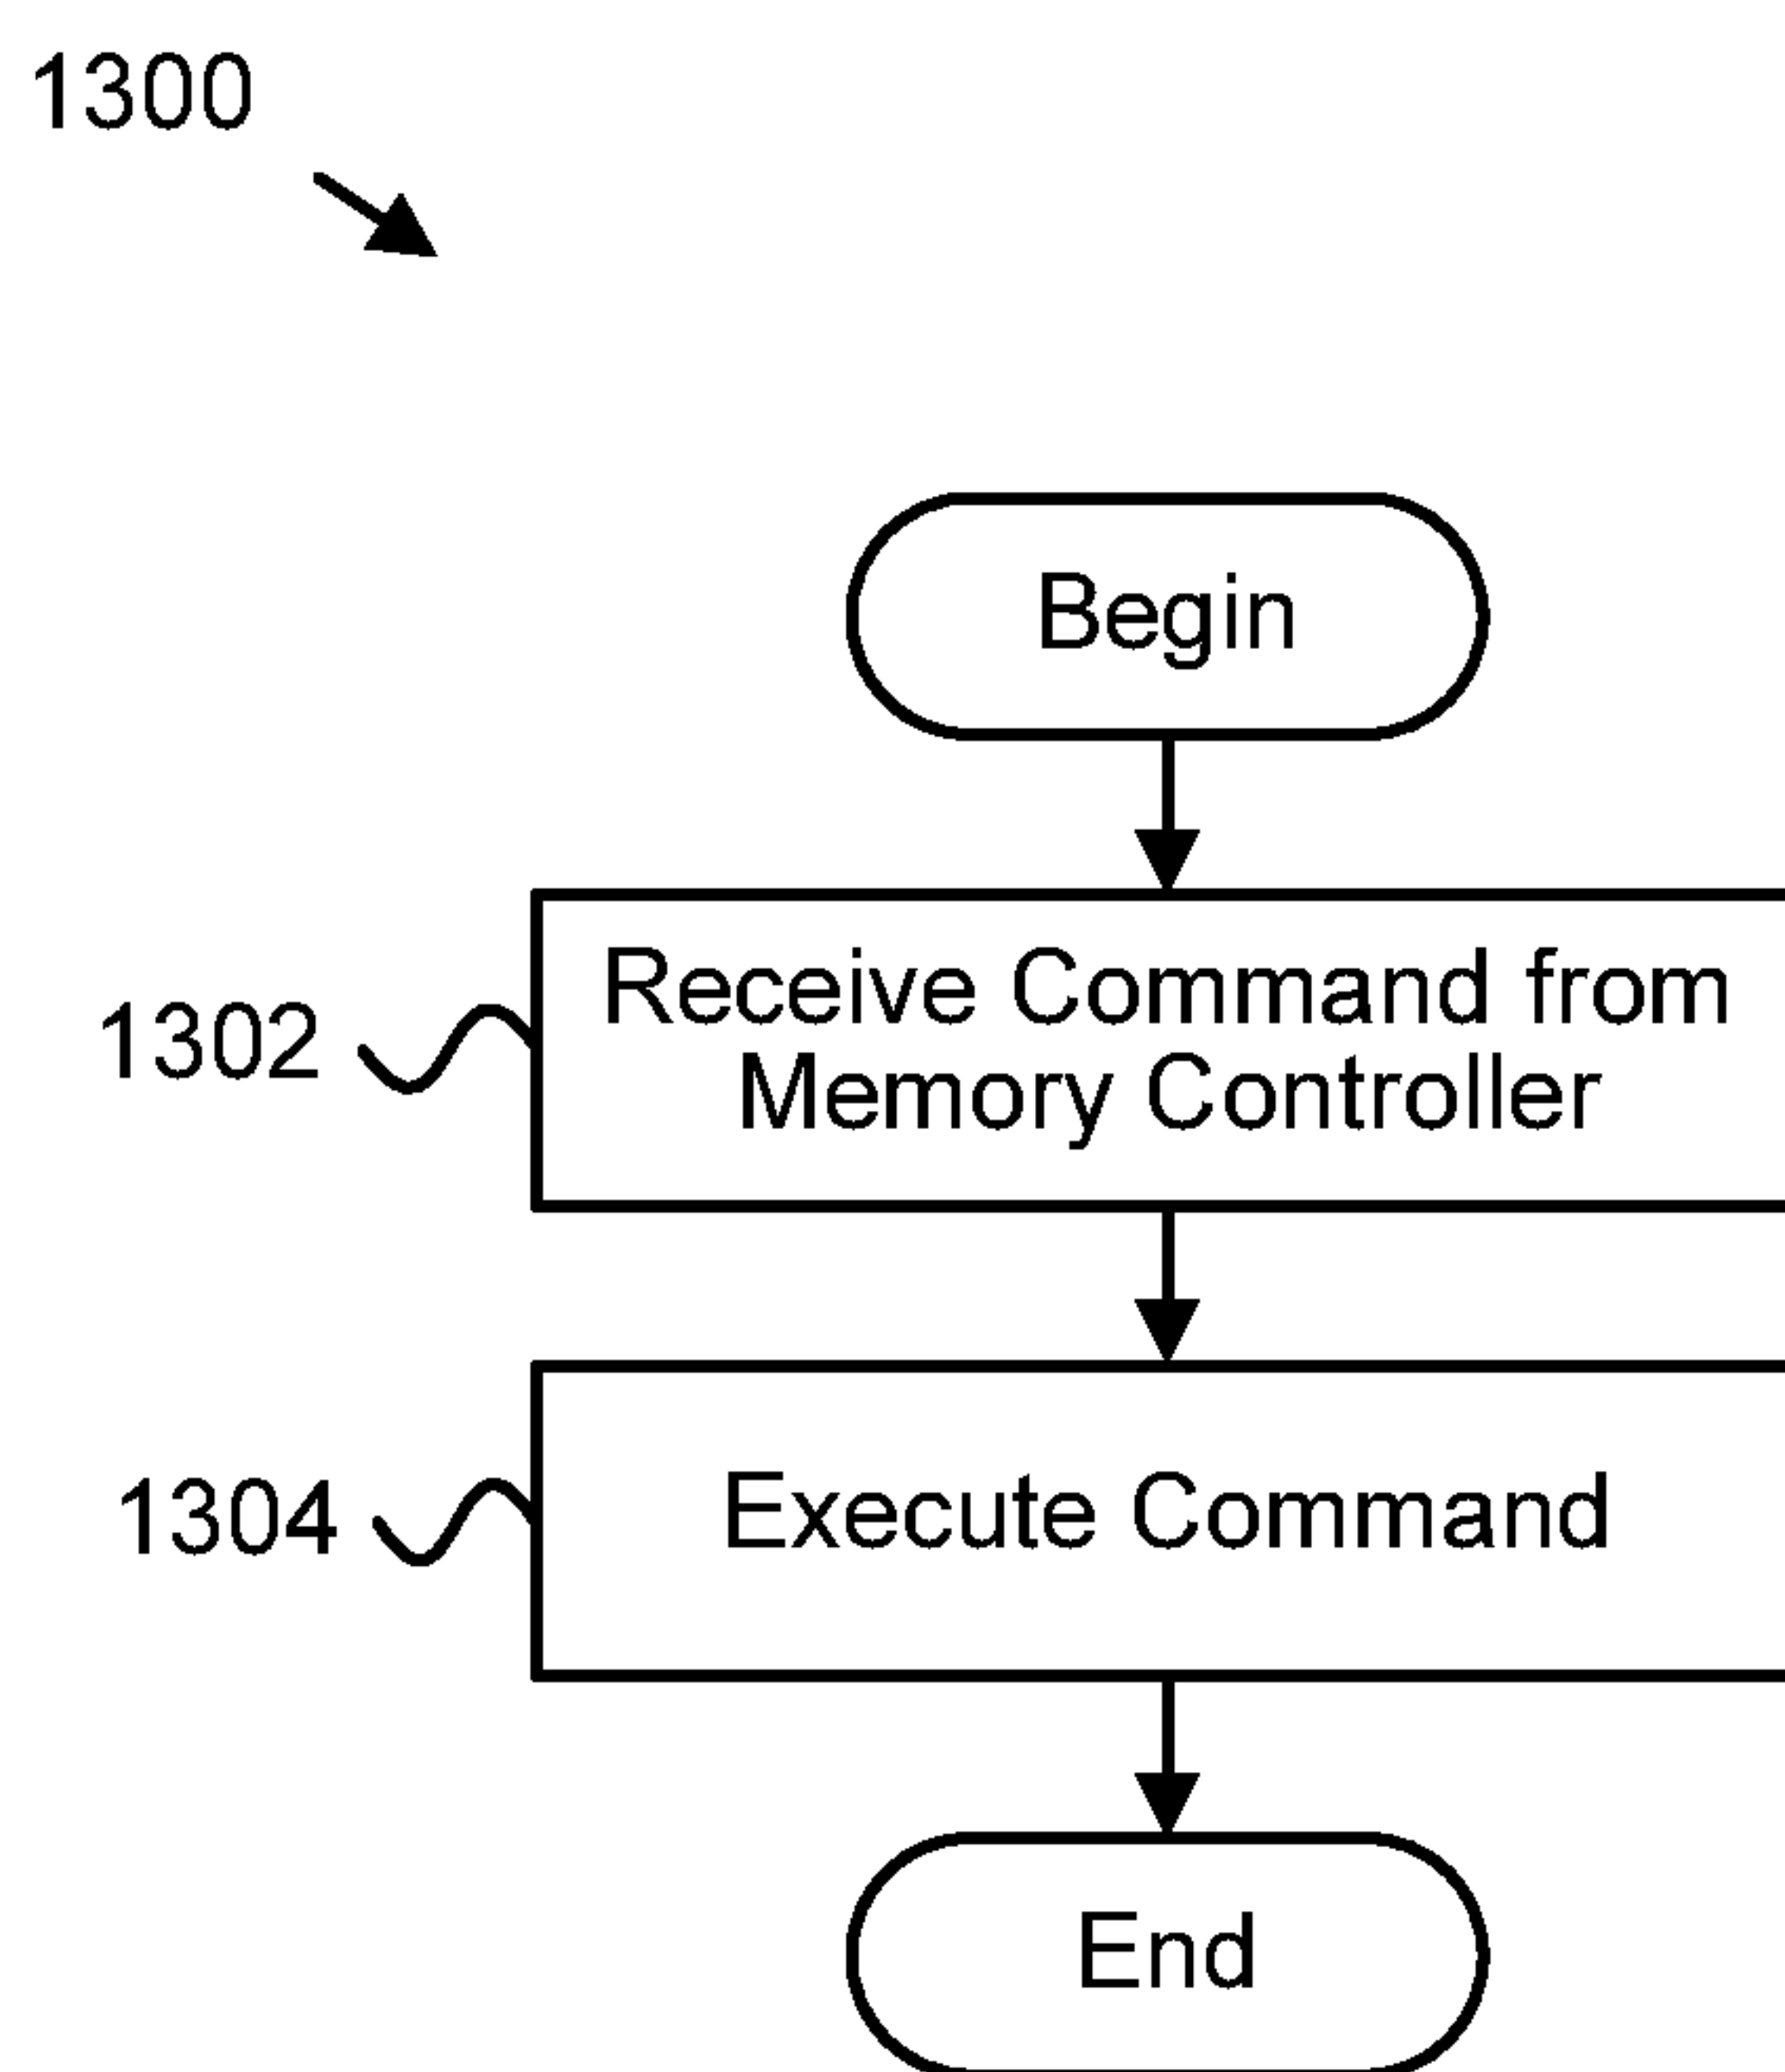 1300
Begin
1302
Receive Command from
Memory Controller
1304
Execute Command
End